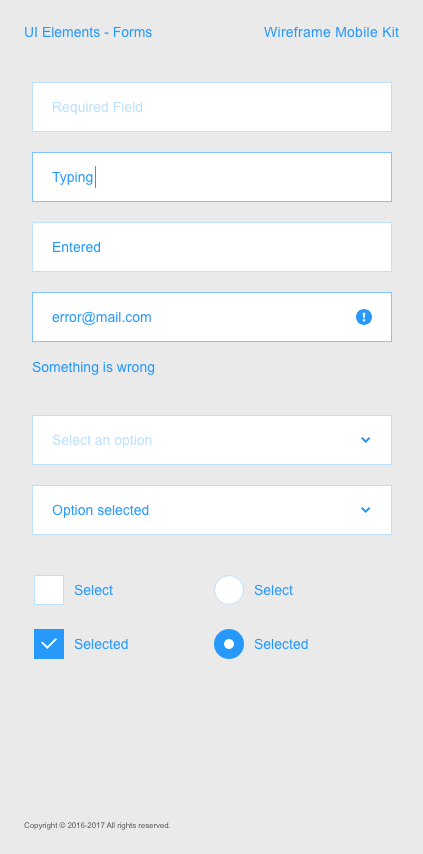 UI Elements - Forms
Wireframe Mobile Kit
Required Field
Typing
Entered
error@mail.com
Something is wrong
Select an option
Option selected
Select
Select
Selected
Selected
Copyright © 2016-2017 All rights reserved.